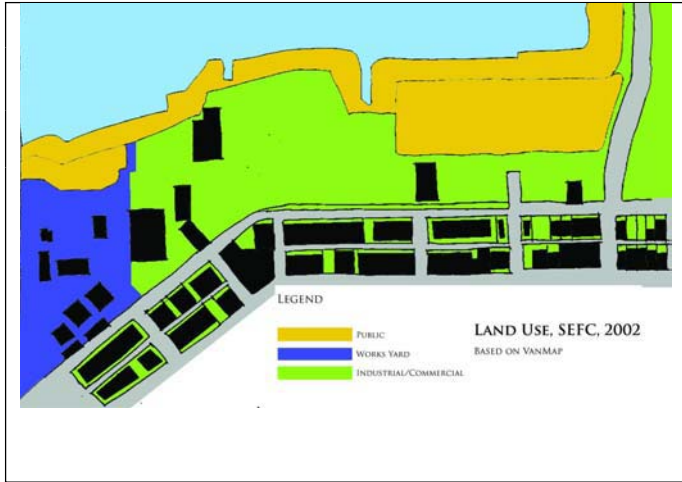 LEGEND
PUBLIC
WORKS YARD
INDUSTRIAL/COMMERCIAL
LAND USE, SEFC, 2002
BASED ON VANMAP